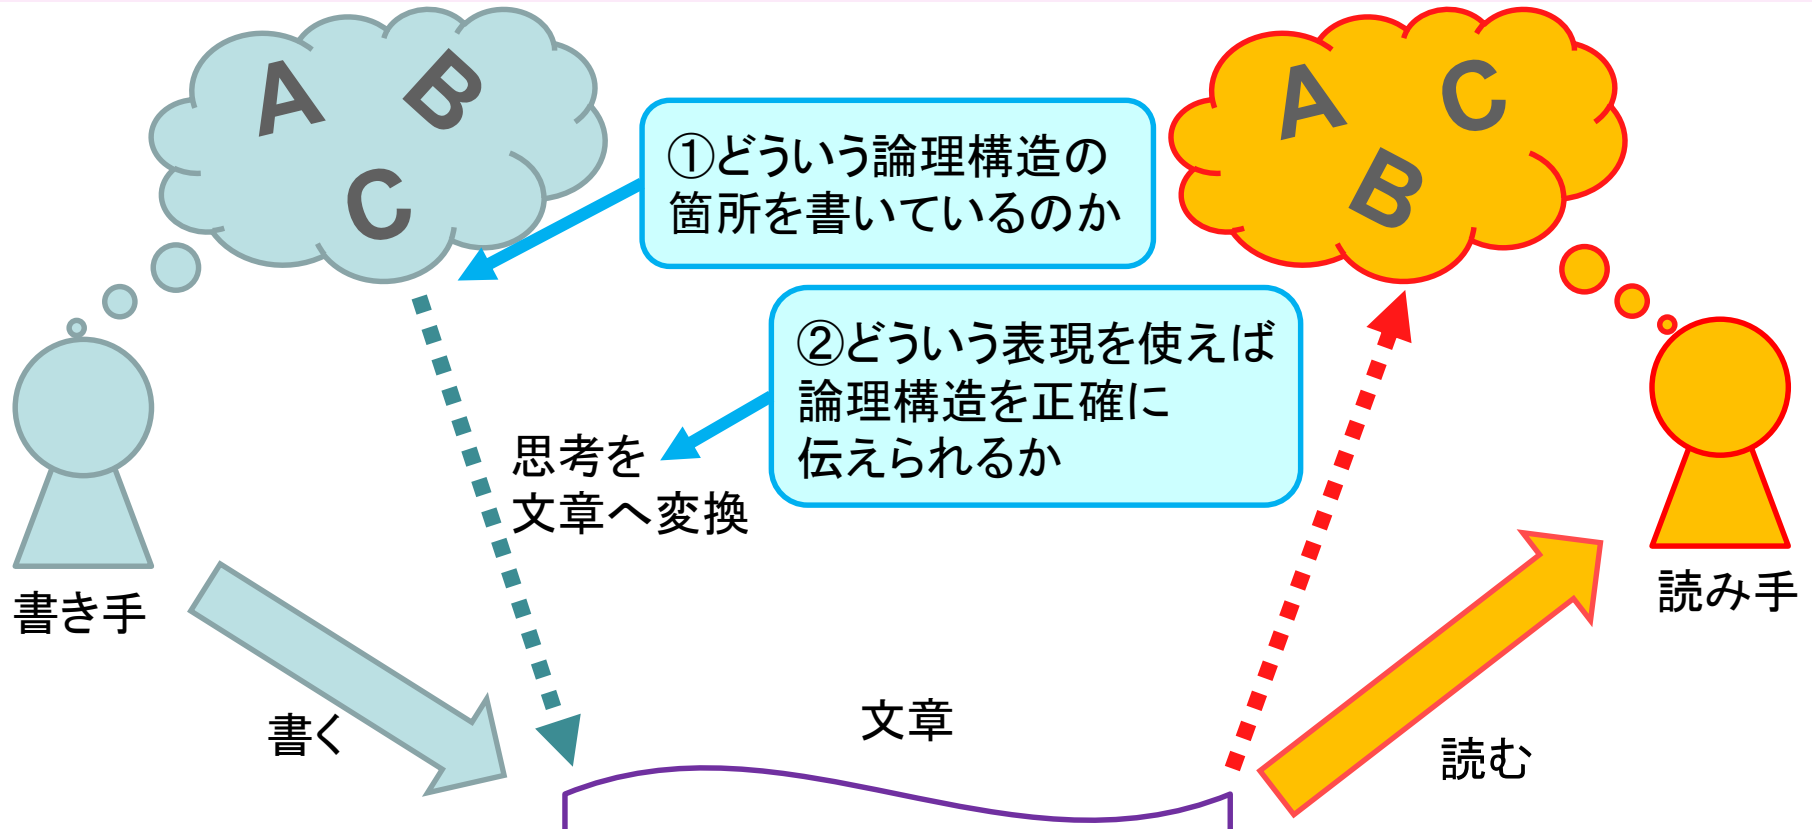 A
B
C
①どういう論理構造の
箇所を書いているのか
A
C
B
②どういう表現を使えば
論理構造を正確に
伝えられるか
思考を
文章へ変換
書き手
読み手
書く
文章
読む